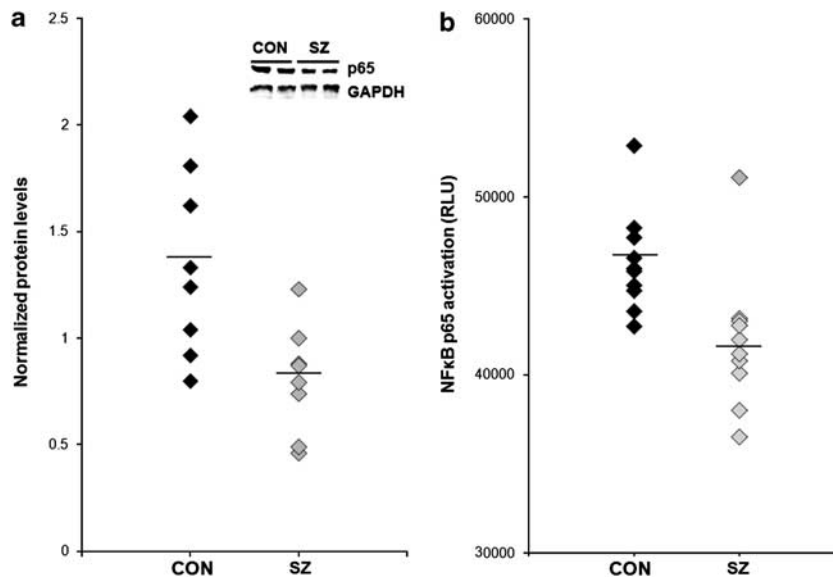 a
Normalized protein levels
2.5
2
1.5
1
0.5
0
CON SZ
p65
GAPDH
CON SZ
b
NFκB p65 activation (RLU)
60000
50000
40000
30000
CON SZ